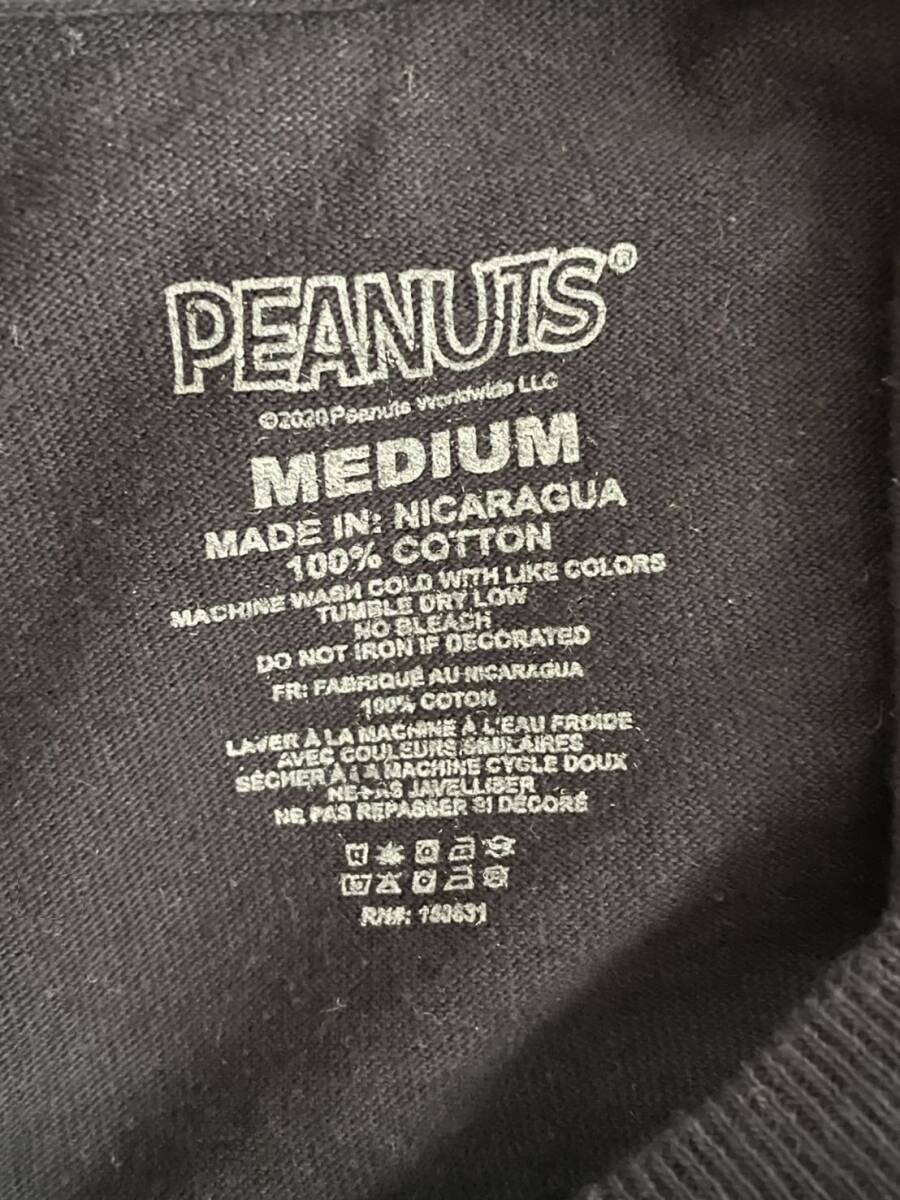 PEANUTS®
©2020 Peanuts Worldwide LLC
MEDIUM
MADE IN: NICARAGUA
100% COTTON
MACHINE WASH COLD WITH LIKE COLORS
TUMBLE DRY LOW
NO BLEACH
DO NOT IRON IF DECORATED
FR: FABRIQUÉ AU NICARAGUA
100% COTON
LAVER À LA MACHINE À L'EAU FROIDE
AVEC COULEURS SIMILAIRES
SÉCHER À LA MACHINE CYCLE DOUX
NE PAS JAVELLISER
NE PAS REPASSER SI DÉCORÉ
RN#: